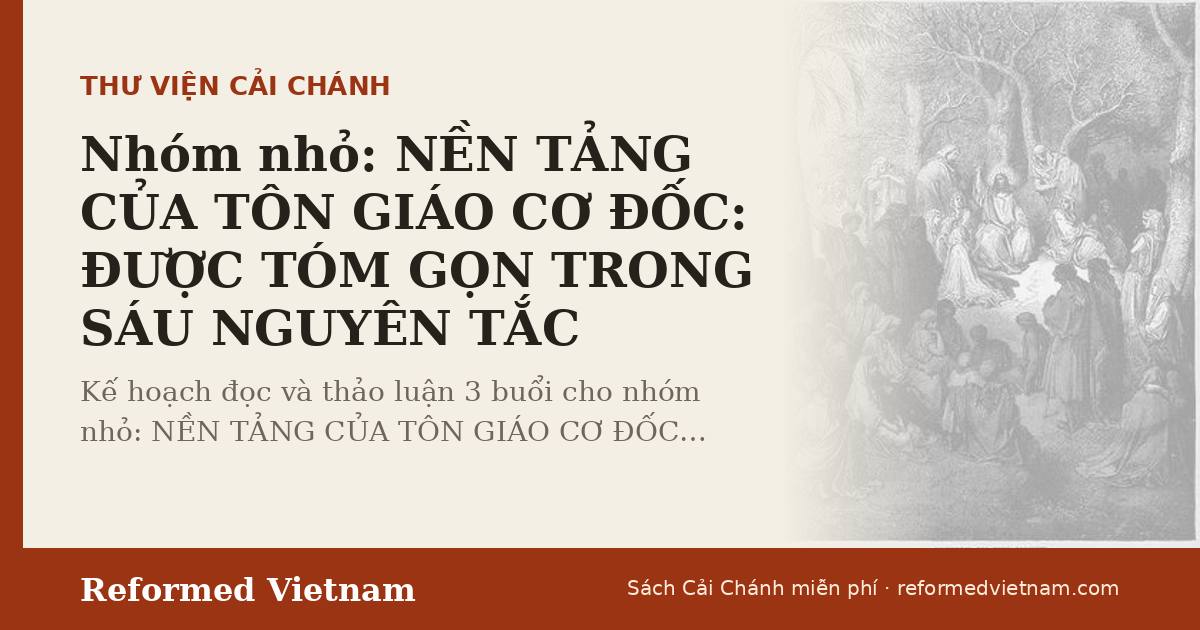 THƯ VIỆN CẢI CHÁNH
Nhóm nhỏ: NỀN TẢNG
CỦA TÔN GIÁO CƠ ĐỐC:
ĐƯỢC TÓM GỌN TRONG
SÁU NGUYÊN TẮC
Kế hoạch đọc và thảo luận 3 buổi cho nhóm
nhỏ: NỀN TẢNG CỦA TÔN GIÁO CƠ ĐỐC...
Reformed Vietnam
Sách Cải Chánh miễn phí · reformedvietnam.com